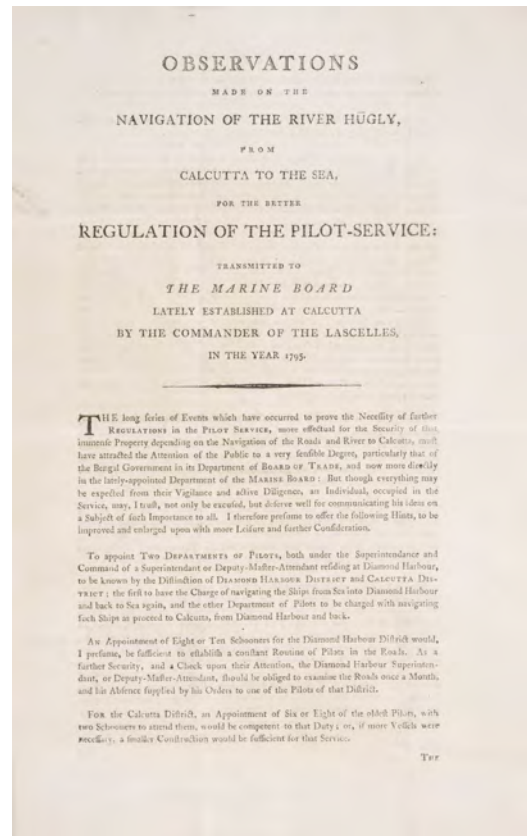 OBSERVATIONS
MADE ON THE
NAVIGATION OF THE RIVER HŪGLY,
FROM
CALCUTTA TO THE SEA,
FOR THE BETTER
REGULATION OF THE PILOT-SERVICE:
TRANSMITTED TO
THE MARINE BOARD
LATELY ESTABLISHED AT CALCUTTA
BY THE COMMANDER OF THE LASCELLES,
IN THE YEAR 1795.
THE long ſeries of Events which have occurred to prove the Neceſſity of further
REGULATIONS in the PILOT SERVICE, more effectual for the Security of that
immenſe Property depending on the Navigation of the Roads and River to Calcutta, muſt
have attracted the Attention of the Public to a very ſenſible Degree, particularly that of
the Bengal Government in its Department of BOARD OF TRADE, and now more directly
in the lately-appointed Department of the MARINE BOARD: But though everything may
be expected from their Vigilance and active Diligence, an Individual, occupied in the
Service, may, I truſt, not only be excuſed, but deſerve well for communicating his ideas on
a Subject of ſuch Importance to all. I therefore preſume to offer the following Hints, to be
improved and enlarged upon with more Leiſure and further Conſideration.
To appoint TWO DEPARTMENTS OF PILOTS, both under the Superintendance and
Command of a Superintendant or Deputy-Maſter-Attendant reſiding at Diamond Harbour,
to be known by the Diſtinction of DIAMOND HARBOUR DISTRICT and CALCUTTA DIS-
TRICT; the firſt to have the Charge of navigating the Ships from Sea into Diamond Harbour
and back to Sea again, and the other Department of Pilots to be charged with navigating
ſuch Ships as proceed to Calcutta, from Diamond Harbour and back.
AN Appointment of Eight or Ten Schooners for the Diamond Harbour Diſtrict would,
I preſume, be ſufficient to eſtabliſh a conſtant Routine of Pilots in the Roads. As a
further Security, and a Check upon their Attention, the Diamond Harbour Superinten-
dant, or Deputy-Maſter-Attendant, ſhould be obliged to examine the Roads once a Month,
and his Abſence ſupplied by his Orders to one of the Pilots of that Diſtrict.
FOR the Calcutta Diſtrict, an Appointment of Six or Eight of the oldeſt Pilots, with
two Schooners to attend them, would be competent to that Duty; or, if more Veſſels were
neceſſary, a ſmaller Conſtruction would be ſufficient for that Service.
THE